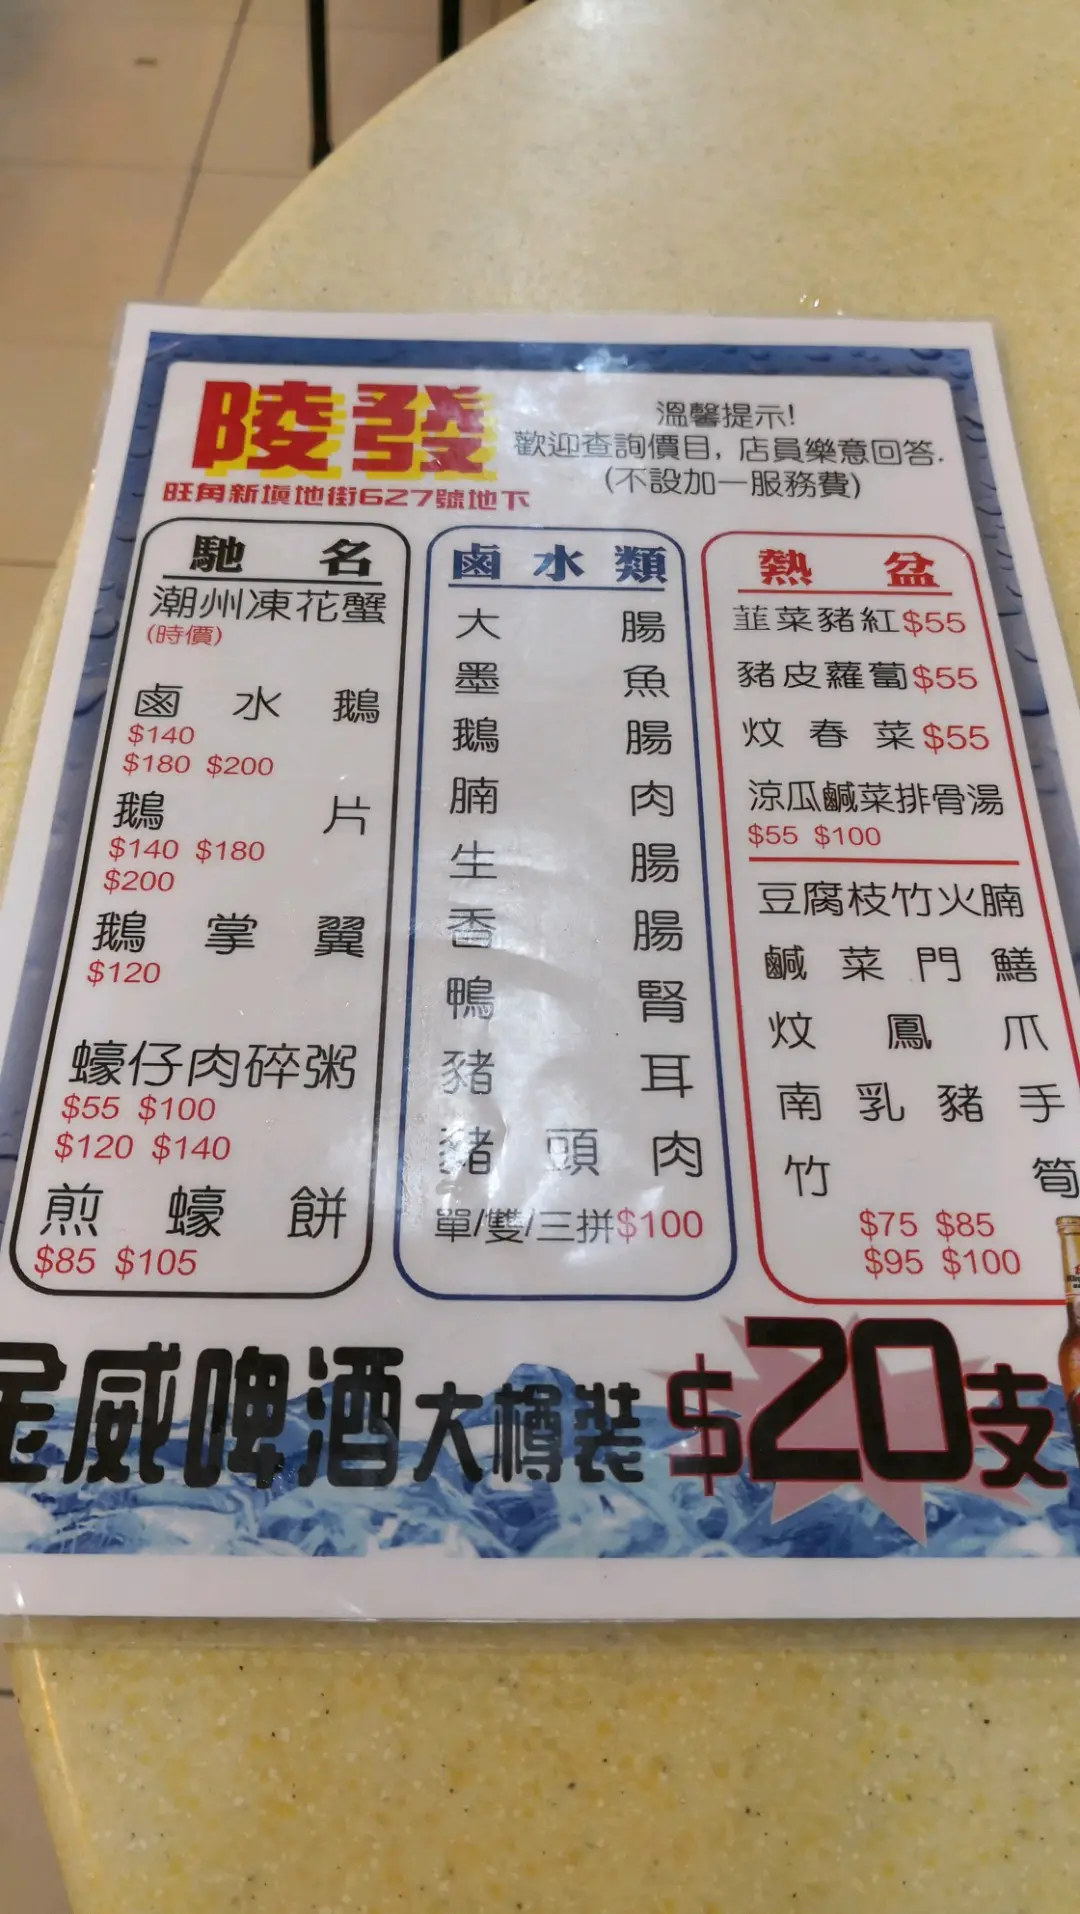 陵發
旺角新填地街627號地下
溫馨提示!
歡迎查詢價目, 店員樂意回答.
(不設加一服務費)
馳名
潮州凍花蟹
(時價)
鹵水鵝
$140
$180 $200
鵝片
$140 $180
$200
鵝掌翼
$120
蠔仔肉碎粥
$55 $100
$120 $140
煎蠔餅
$85 $105
鹵水類
大腸
墨魚
鵝腸
腩肉
生腸
香腸
鴨腎
豬耳
豬頭肉
單/雙/三拼$100
熱盆
韮菜豬紅$55
豬皮蘿蔔$55
炆春菜$55
涼瓜鹹菜排骨湯
$55 $100
豆腐枝竹火腩
鹹菜門鱔
炆鳳爪
南乳豬手
竹筍
$75 $85
$95 $100
金威啤酒大樽裝$20支